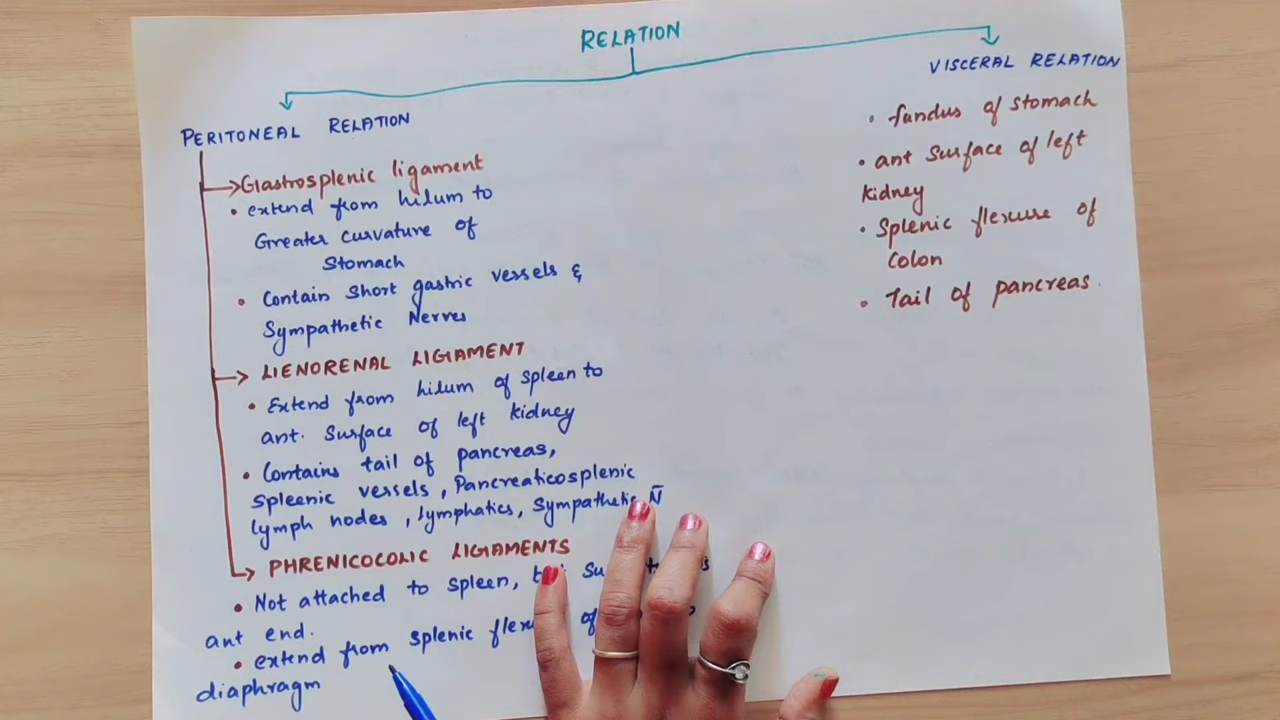 RELATION
PERITONEAL RELATION
Gastrosplenic ligament
• extend from hilum to
Greater curvature of
Stomach
• Contain Short gastric vessels &
Sympathetic Nerves
LIENORENAL LIGAMENT
• Extend from hilum of spleen to
ant. Surface of left kidney
• Contains tail of pancreas,
Spleenic vessels, Pancreaticosplenic
lymph nodes, lymphatics, Sympathetic N̄
PHRENICOCOLIC LIGAMENTS
• Not attached to spleen,
ant end.
• extend from splenic of
diaphragm
VISCERAL RELATION
• fundus of stomach
• ant surface of left
kidney
• Splenic flexure of
Colon
• Tail of pancreas.